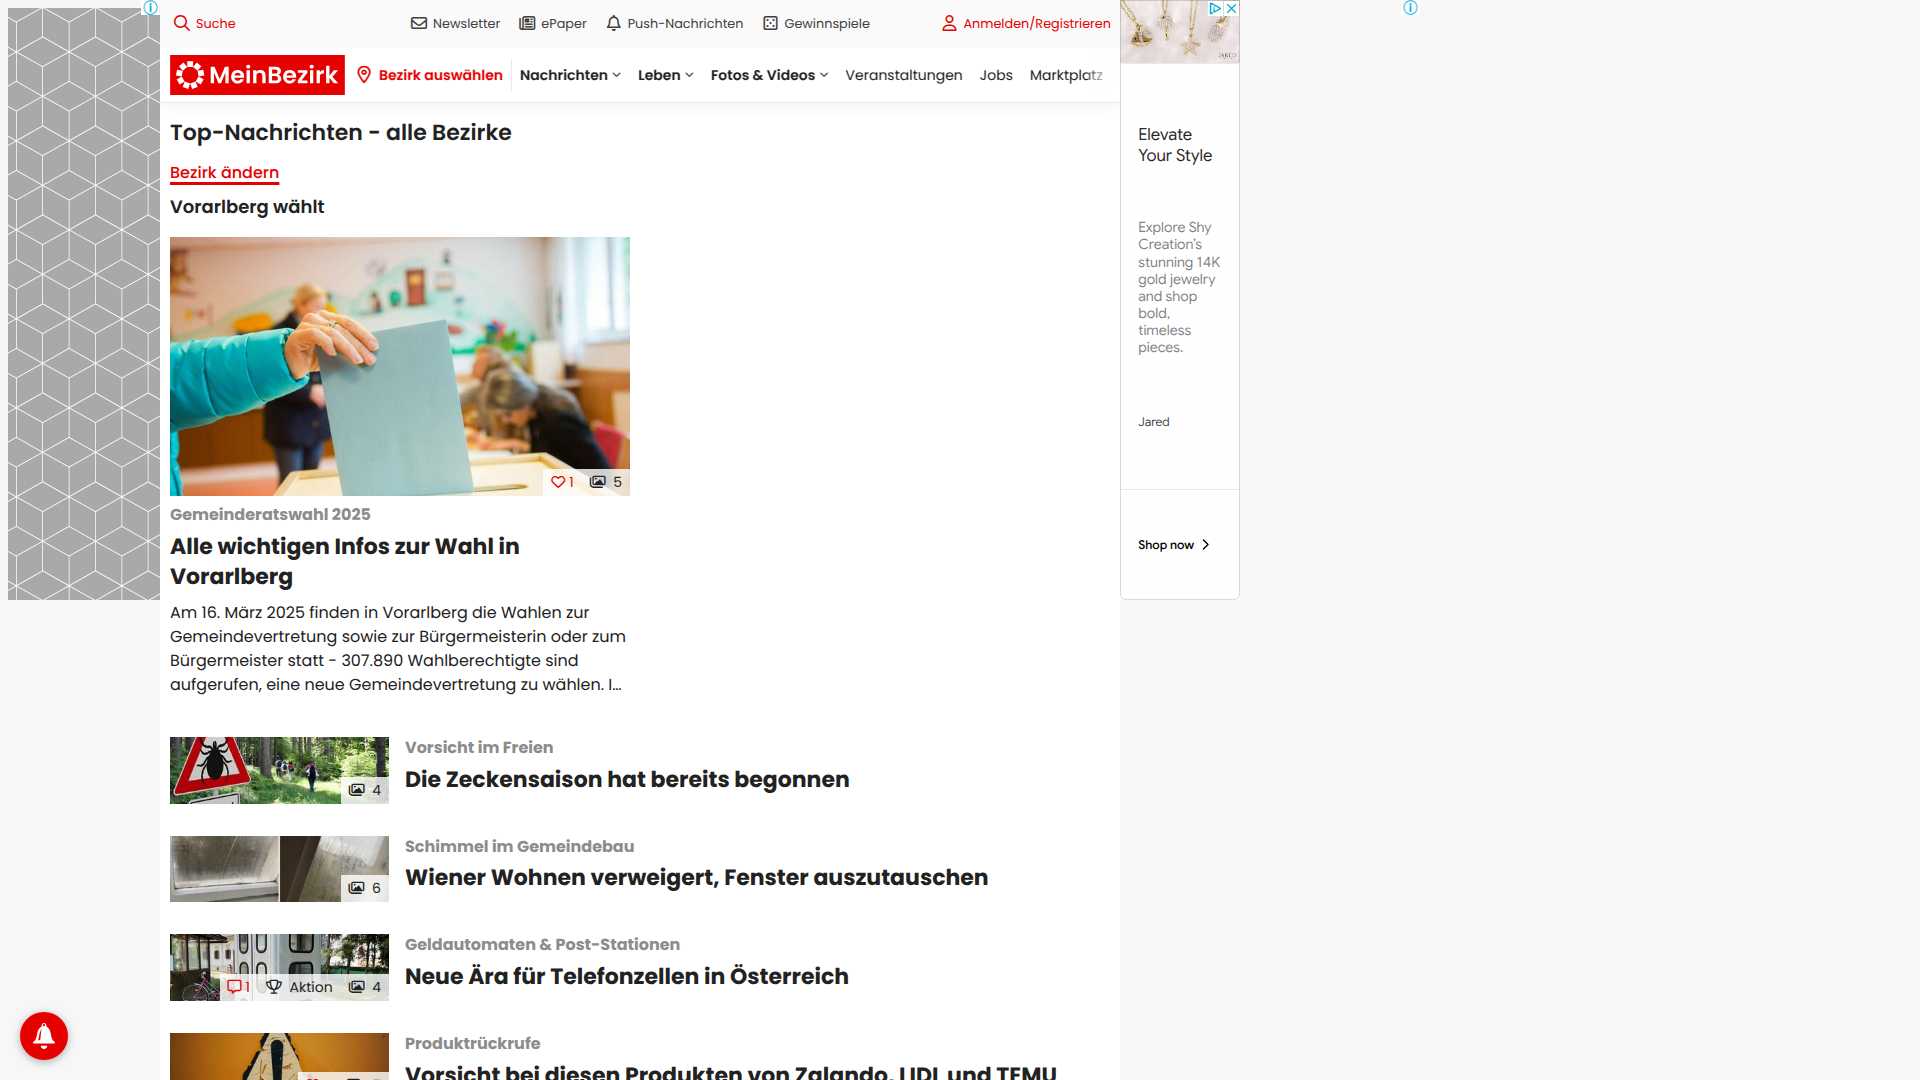 Suche
Newsletter
ePaper
Push-Nachrichten
Gewinnspiele
Anmelden/Registrieren
MeinBezirk
Bezirk auswählen
Nachrichten
Leben
Fotos & Videos
Veranstaltungen
Jobs
Marktplatz
Top-Nachrichten - alle Bezirke
Bezirk ändern
Vorarlberg wählt
1
5
Gemeinderatswahl 2025
Alle wichtigen Infos zur Wahl in
Vorarlberg
Am 16. März 2025 finden in Vorarlberg die Wahlen zur
Gemeindevertretung sowie zur Bürgermeisterin oder zum
Bürgermeister statt - 307.890 Wahlberechtigte sind
aufgerufen, eine neue Gemeindevertretung zu wählen. I...
4
Vorsicht im Freien
Die Zeckensaison hat bereits begonnen
6
Schimmel im Gemeindebau
Wiener Wohnen verweigert, Fenster auszutauschen
1
Aktion
4
Geldautomaten & Post-Stationen
Neue Ära für Telefonzellen in Österreich
Produktrückrufe
Vorsicht bei diesen Produkten von Zalando, LIDL und TEMU
JARED
Elevate
Your Style
Explore Shy
Creation's
stunning 14K
gold jewelry
and shop
bold,
timeless
pieces.
Jared
Shop now